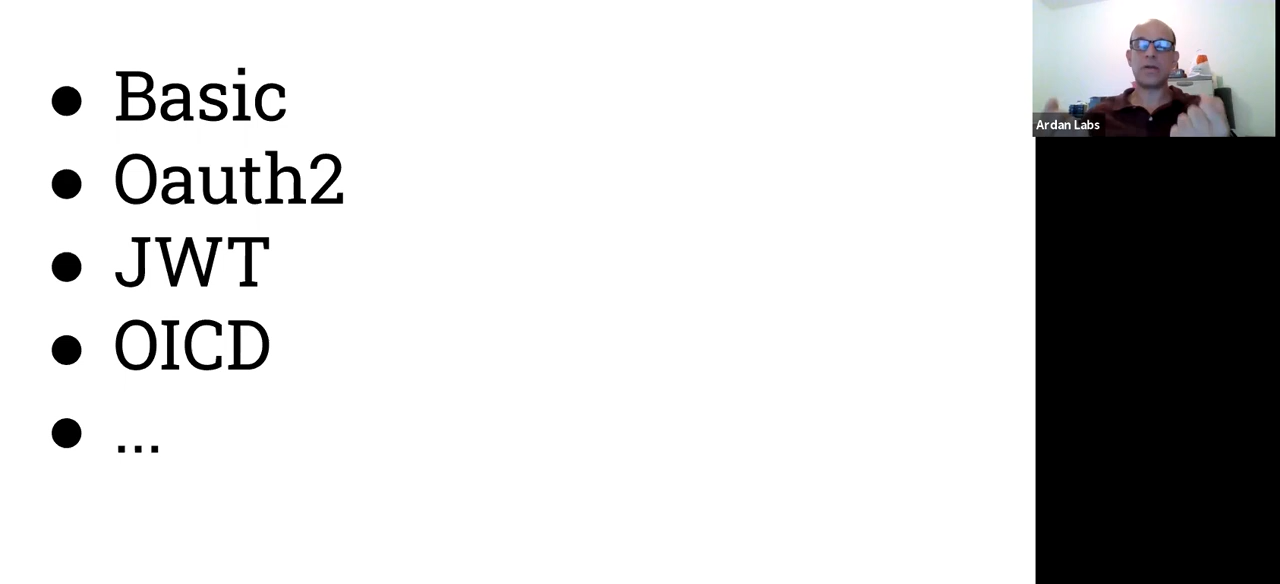 ● Basic
● Oauth2
● JWT
● OICD
● ...
Ardan Labs